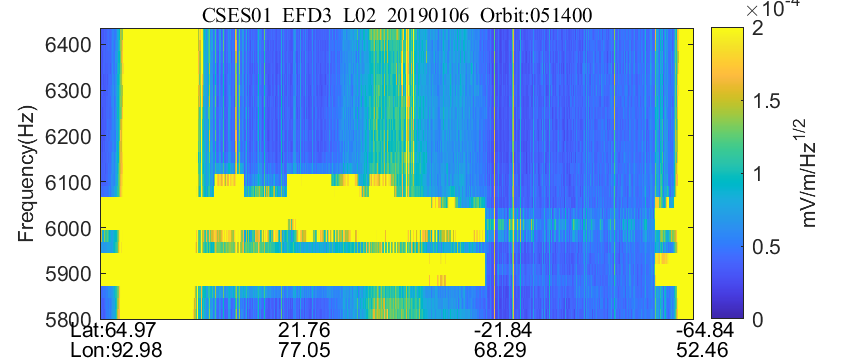 CSES01 EFD3 L02 20190106 Orbit:051400
×10⁻⁴
6400
6300
6200
6100
6000
5900
5800
Frequency(Hz)
2
1.5
1
0.5
0
mV/m/Hz^1/2
Lat:64.97 21.76 -21.84 -64.84
Lon:92.98 77.05 68.29 52.46